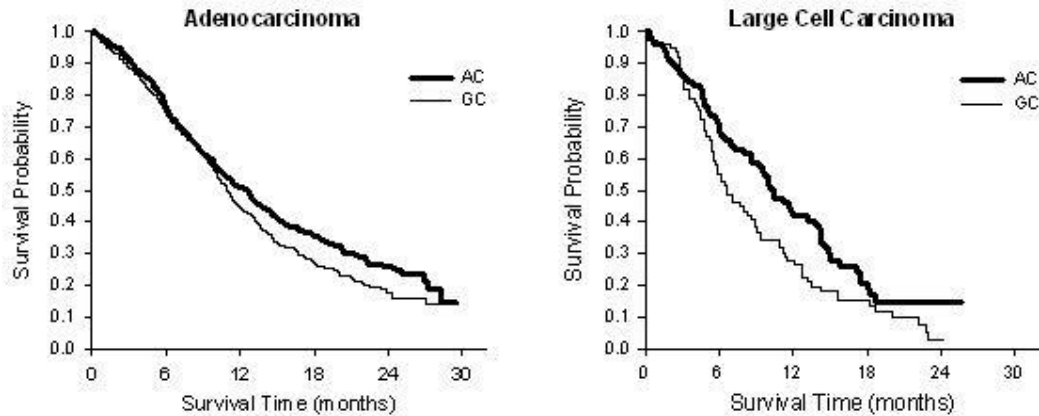 Adenocarcinoma
1.0
0.9
0.8
0.7
0.6
0.5
0.4
0.3
0.2
0.1
0.0
Survival Probability
AC
GC
0 6 12 18 24 30
Survival Time (months)
Large Cell Carcinoma
1.0
0.9
0.8
0.7
0.6
0.5
0.4
0.3
0.2
0.1
0.0
Survival Probability
AC
GC
0 6 12 18 24 30
Survival Time (months)